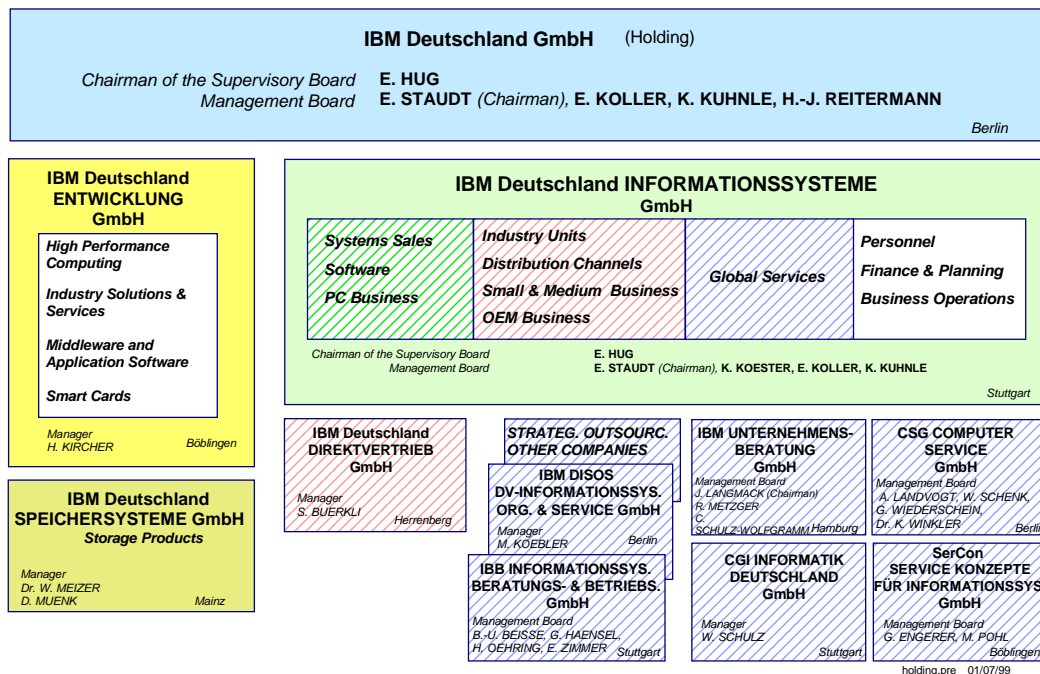 IBM Deutschland GmbH (Holding)
Chairman of the Supervisory Board E. HUG
Management Board E. STAUDT (Chairman), E. KOLLER, K. KUHNLE, H.-J. REITERMANN
Berlin
IBM Deutschland
ENTWICKLUNG
GmbH
High Performance
Computing
Industry Solutions &
Services
Middleware and
Application Software
Smart Cards
Manager
H. KIRCHER Böblingen
IBM Deutschland
SPEICHERSYSTEME GmbH
Storage Products
Manager
Dr. W. MEIZER
D. MUENK Mainz
IBM Deutschland INFORMATIONSSYSTEME
GmbH
Systems Sales
Software
PC Business
Industry Units
Distribution Channels
Small & Medium Business
OEM Business
Global Services
Personnel
Finance & Planning
Business Operations
Chairman of the Supervisory Board E. HUG
Management Board E. STAUDT (Chairman), K. KOESTER, E. KOLLER, K. KUHNLE
Stuttgart
IBM Deutschland
DIREKTVERTRIEB
GmbH
Manager
S. BUERKLI
Herrenberg
STRATEG. OUTSOURC.
OTHER COMPANIES
IBM DISOS
DV-INFORMATIONSSYS.
ORG. & SERVICE GmbH
Manager
M. KOEBLER Berlin
IBB INFORMATIONSSYS.
BERATUNGS- & BETRIEBS.
GmbH
Management Board
B.-U. BEISSE, G. HAENSEL,
H. OEHRING, E. ZIMMER Stuttgart
IBM UNTERNEHMENS-
BERATUNG
GmbH
Management Board
J. LANGMACK (Chairman)
R. METZGER
C.
SCHULZ-WOLFGRAMM Hamburg
CSG COMPUTER
SERVICE
GmbH
Management Board
A. LANDVOGT, W. SCHENK,
G. WIEDERSCHEIN,
Dr. K. WINKLER Berlin
CGI INFORMATIK
DEUTSCHLAND
GmbH
Manager
W. SCHULZ
Stuttgart
SerCon
SERVICE KONZEPTE
FÜR INFORMATIONSSYS
GmbH
Management Board
G. ENGERER, M. POHL
Böblingen
holding.pre 01/07/99